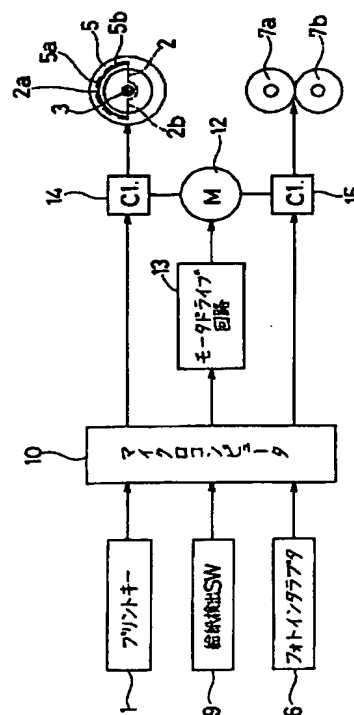 5a
5
5b
2a
2
3
2b
7a
7b
14
Cl.
12
M
Cl.
15
13
モータドライブ
回路
10
マイクロコンピュータ
プリントキー
1
給紙検出SW
9
フォトインタラプタ
6